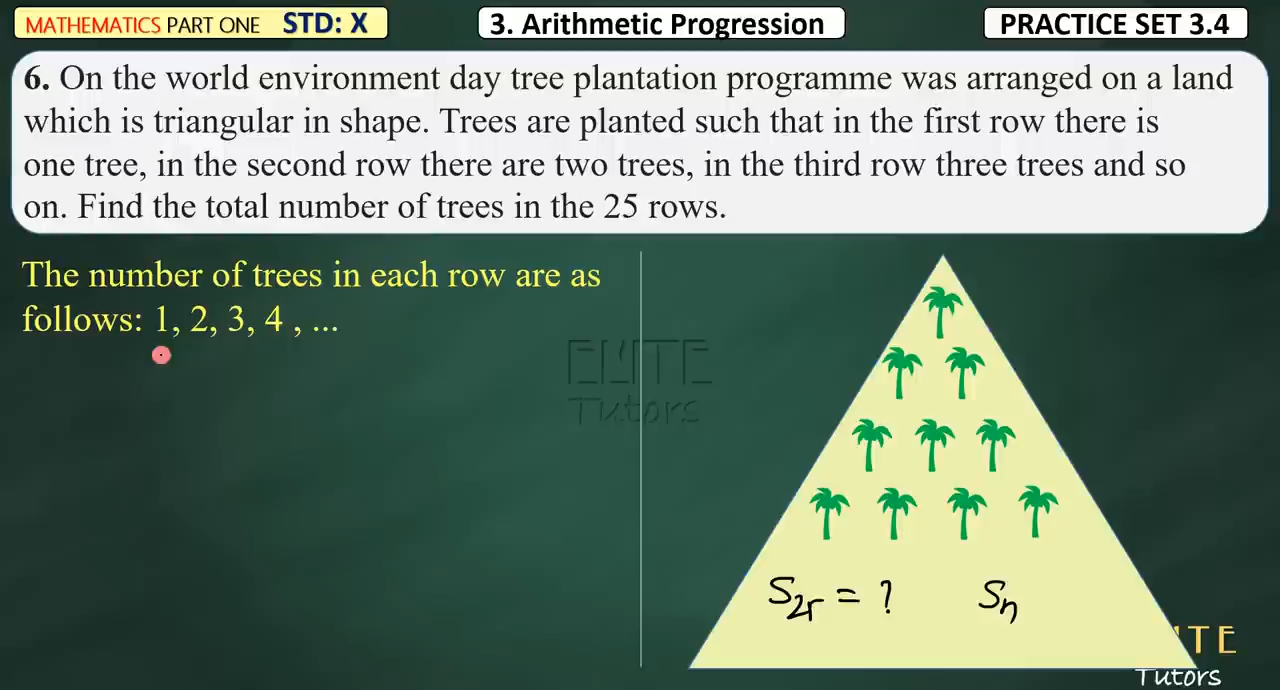 MATHEMATICS PART ONE STD: X
3. Arithmetic Progression
PRACTICE SET 3.4
6. On the world environment day tree plantation programme was arranged on a land
which is triangular in shape. Trees are planted such that in the first row there is
one tree, in the second row there are two trees, in the third row three trees and so
on. Find the total number of trees in the 25 rows.
The number of trees in each row are as
follows: 1, 2, 3, 4 , ...
ELITE
Tutors
S25 = ? Sn
ITE
Tutors